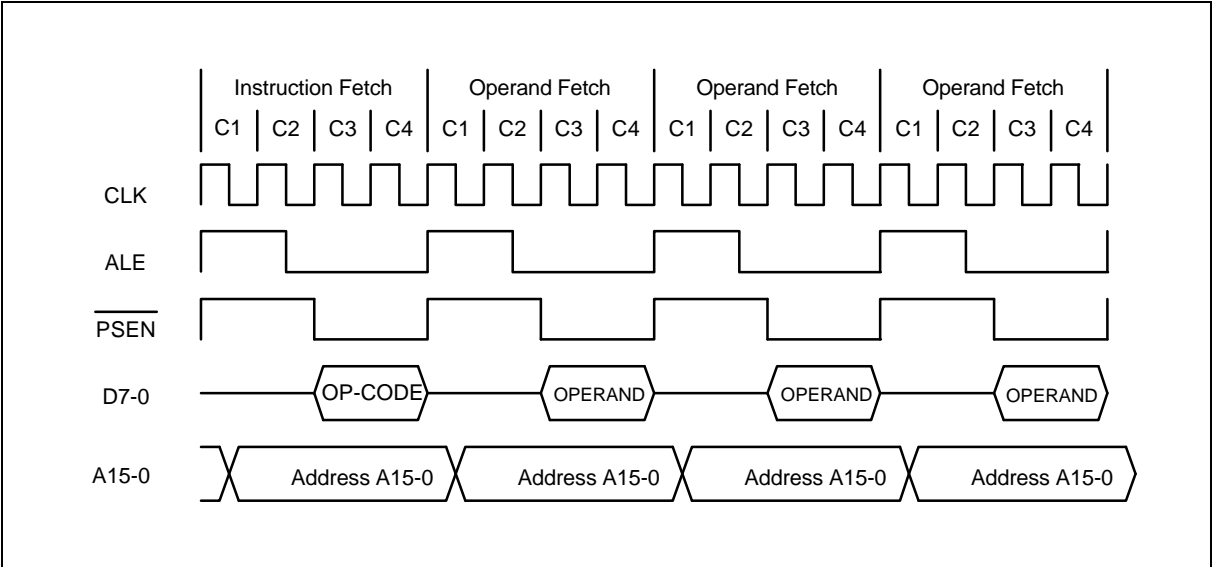 Instruction Fetch Operand Fetch Operand Fetch Operand Fetch
C1 C2 C3 C4 C1 C2 C3 C4 C1 C2 C3 C4 C1 C2 C3 C4
CLK
ALE
PSEN
D7-0 OP-CODE OPERAND OPERAND OPERAND
A15-0 Address A15-0 Address A15-0 Address A15-0 Address A15-0